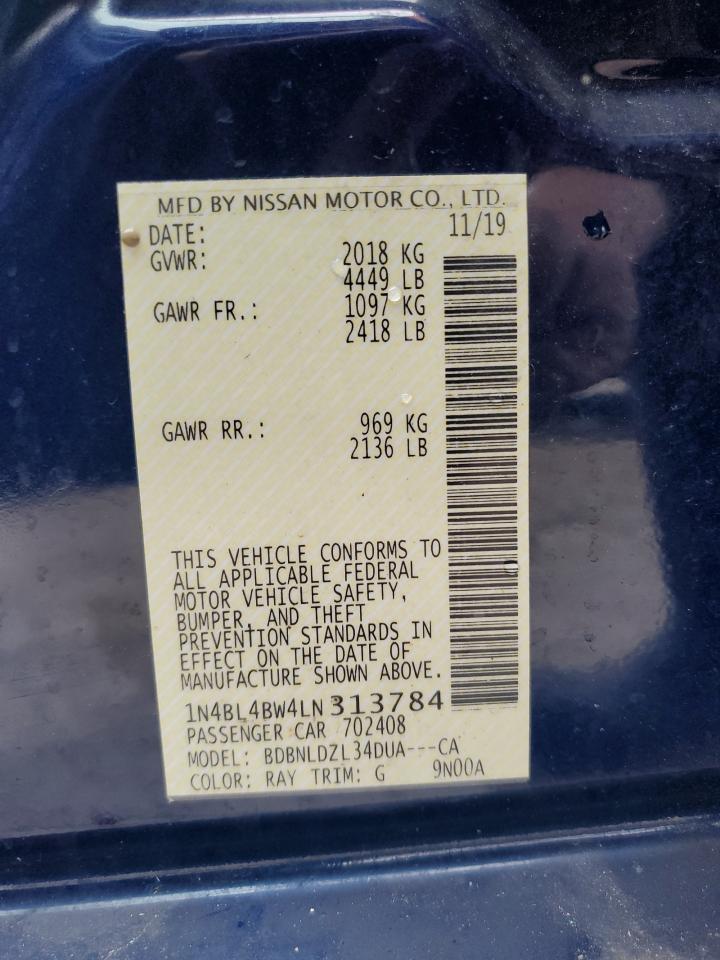 MFD BY NISSAN MOTOR CO., LTD.
DATE: 11/19
GVWR: 2018 KG
4449 LB
GAWR FR.: 1097 KG
2418 LB
GAWR RR.: 969 KG
2136 LB
THIS VEHICLE CONFORMS TO
ALL APPLICABLE FEDERAL
MOTOR VEHICLE SAFETY,
BUMPER, AND THEFT
PREVENTION STANDARDS IN
EFFECT ON THE DATE OF
MANUFACTURE SHOWN ABOVE.
1N4BL4BW4LN313784
PASSENGER CAR 702408
MODEL: BDBNLDZL34DUA---CA
COLOR: RAY TRIM: G 9N00A